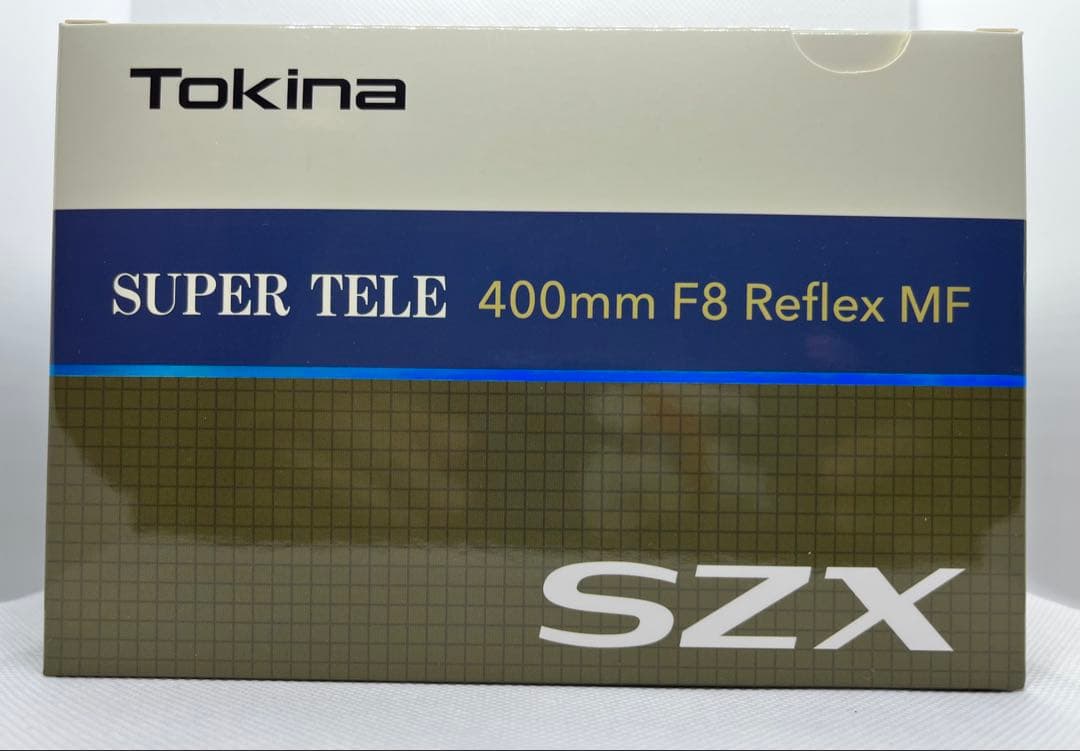 Tokina
SUPER TELE 400mm F8 Reflex MF
SZX